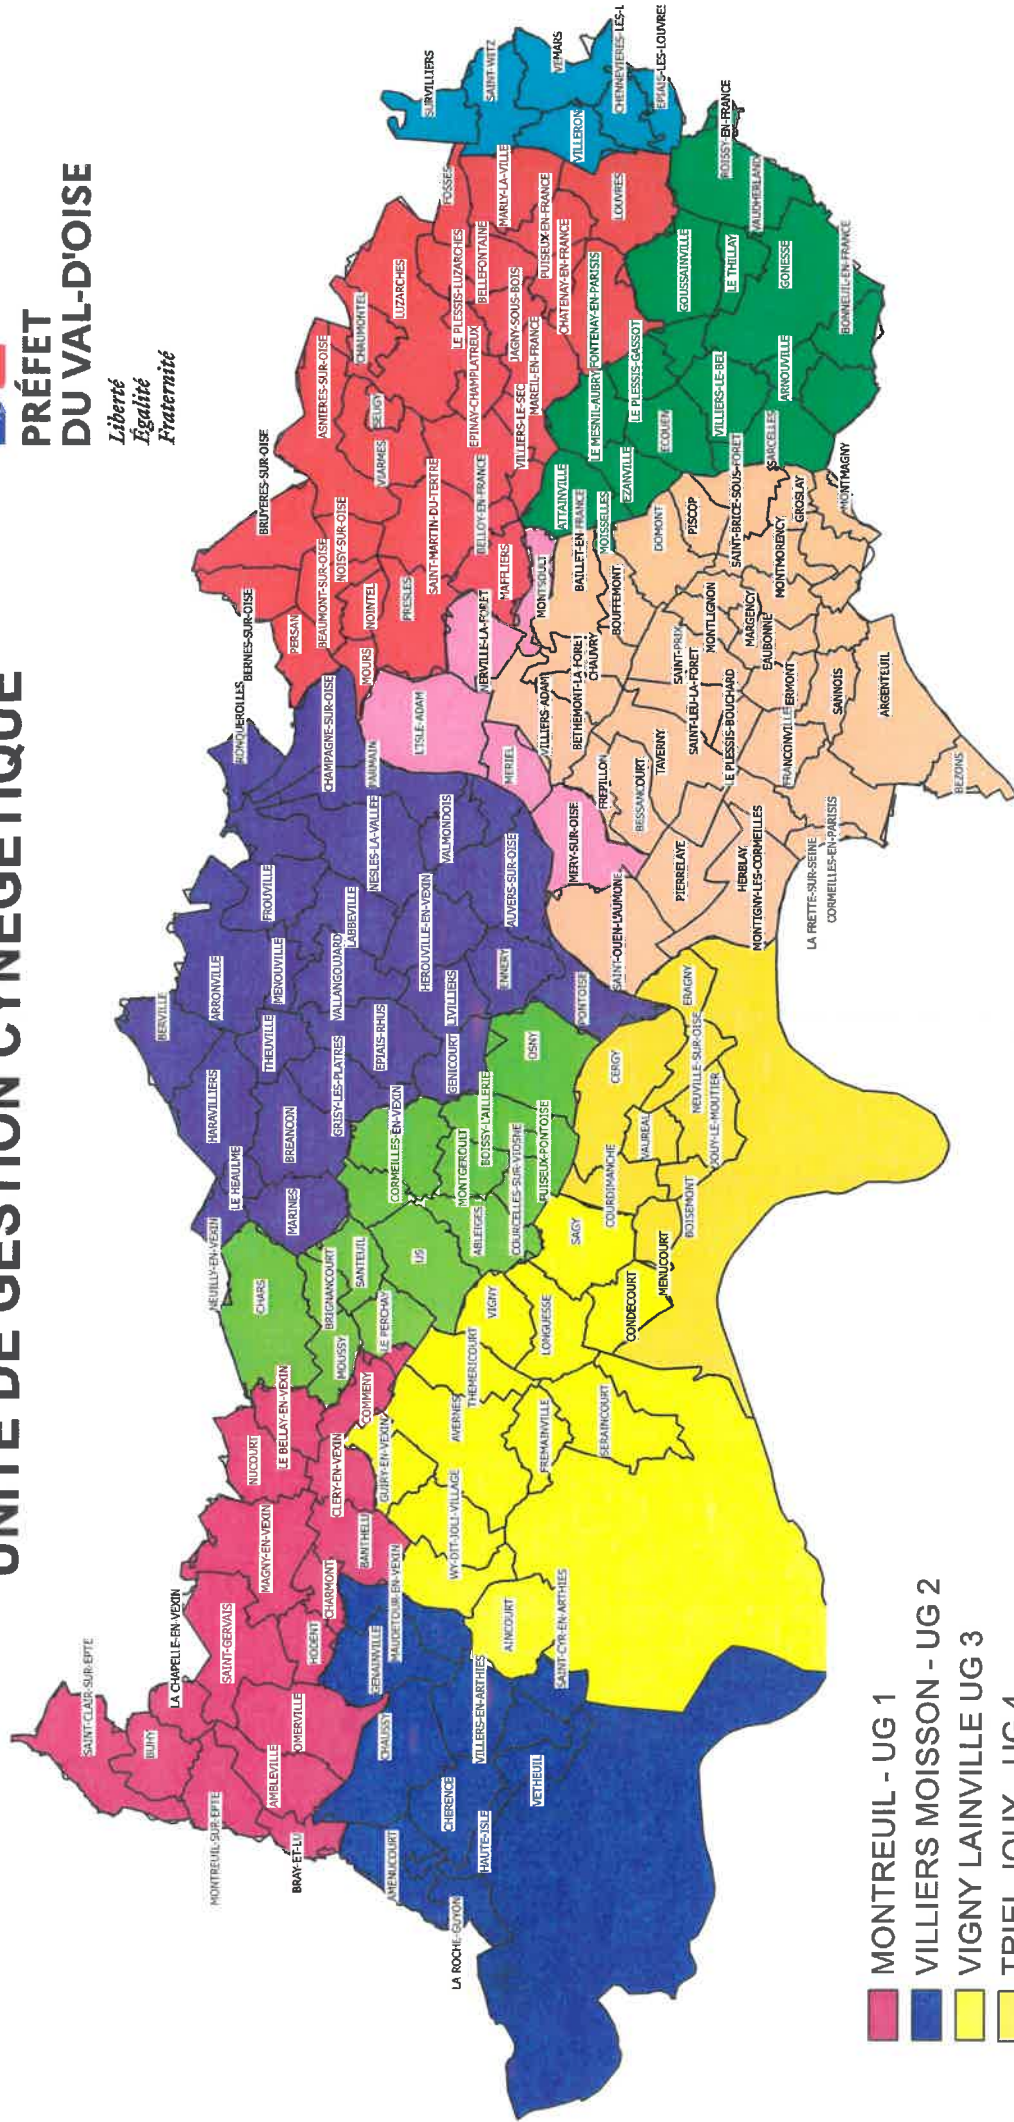 UNITE DE GESTION CYNEGETIQUE
PRÉFET
DU VAL-D'OISE
Liberté
Égalité
Fraternité
SAINT-CLAIR-SUR-EPTE
BUHY
LA CHAPELLE-EN-VEXIN
MONTREUIL-SUR-EPTE
SAINT-GERVAIS
MAGNY-EN-VEXIN
NUCOURT
LE BELLAY-EN-VEXIN
AMBLEVILLE
OMERVILLE
HODENT
CHARMONT
BANTHELU
CLERY-EN-VEXIN
COMMENY
BRAY-ET-LU
AMENUCOURT
CHAUSSY
GENAINVILLE
MAUDETOUR-EN-VEXIN
LA ROCHE-GUYON
HAUTE-ISLE
CHERENCE
VILLERS-EN-ARTHIES
VETHEUIL
SAINT-CYR-EN-ARTHIES
AINCOURT
WY-DIT-JOLI-VILLAGE
GUIRY-EN-VEXIN
AVERNES
THEMERICOURT
FREMAINVILLE
SERAINCOURT
VIGNY
LONGUESSE
SAGY
CONDECOURT
MENUCOURT
BOISEMONT
COURDIMANCHE
VAUREAL
JOUY-LE-MOUTIER
CERGY
NEUVILLE-SUR-OISE
ERAGNY
NEUILLY-EN-VEXIN
CHARS
BRIGNANCOURT
MOUSSY
SANTEUIL
LE PERCHAY
US
ABLEIGES
COURCELLES-SUR-VIOSNE
MONTGEROULT
BOISSY-L'AILLERIE
PUISEUX-PONTOISE
CORMEILLES-EN-VEXIN
OSNY
PONTOISE
LE HEAULME
MARINES
HARAVILLIERS
BREANCON
BERVILLE
ARRONVILLE
THEUVILLE
MENOUVILLE
GRISY-LES-PLATRES
VALLANGOUJARD
EPIAIS-RHUS
LABBEVILLE
FROUVILLE
GENICOURT
LIVILLIERS
HEROUVILLE-EN-VEXIN
ENNERY
AUVERS-SUR-OISE
VALMONDOIS
NESLES-LA-VALLEE
PARMAIN
RONQUEROLLES
CHAMPAGNE-SUR-OISE
L'ISLE-ADAM
MERIEL
MERY-SUR-OISE
NERVILLE-LA-FORET
MONTSOULT
BERNES-SUR-OISE
BRUYERES-SUR-OISE
PERSAN
BEAUMONT-SUR-OISE
MOURS
NOINTEL
NOISY-SUR-OISE
PRESLES
SAINT-MARTIN-DU-TERTRE
ASNIERES-SUR-OISE
VIARMES
SEUGY
CHAUMONTEL
LUZARCHES
BELLOY-EN-FRANCE
MAFFLIERS
EPINAY-CHAMPLATREUX
LE PLESSIS-LUZARCHES
BELLEFONTAINE
JAGNY-SOUS-BOIS
VILLIERS-LE-SEC
MAREIL-EN-FRANCE
CHATENAY-EN-FRANCE
PUISEUX-EN-FRANCE
MARLY-LA-VILLE
FOSSES
LOUVRES
SURVILLIERS
SAINT-WITZ
VEMARS
VILLERON
CHENNEVIERES-LES-L
EPIAIS-LES-LOUVRES
ROISSY-EN-FRANCE
VAUDHERLAND
GOUSSAINVILLE
LE THILLAY
GONESSE
BONNEUIL-EN-FRANCE
ARNOUVILLE
VILLIERS-LE-BEL
SARCELLES
ECOUEN
LE PLESSIS-GASSOT
FONTENAY-EN-PARISIS
LE MESNIL-AUBRY
EZANVILLE
MOISSELLES
ATTAINVILLE
BAILLET-EN-FRANCE
BOUFFEMONT
DOMONT
PISCOP
SAINT-BRICE-SOUS-FORET
GROSLAY
MONTMAGNY
MONTMORENCY
MARGENCY
EAUBONNE
MONTLIGNON
SAINT-PRIX
SAINT-LEU-LA-FORET
LE PLESSIS-BOUCHARD
ERMONT
FRANCONVILLE
SANNOIS
ARGENTEUIL
BEZONS
CHAUVRY
BETHEMONT-LA-FORET
VILLIERS-ADAM
FREPILLON
BESSANCOURT
TAVERNY
PIERRELAYE
HERBLAY
MONTIGNY-LES-CORMEILLES
LA FRETTE-SUR-SEINE
CORMEILLES-EN-PARISIS
SAINT-OUEN-L'AUMONE
MONTREUIL - UG 1
VILLIERS MOISSON - UG 2
VIGNY LAINVILLE UG 3